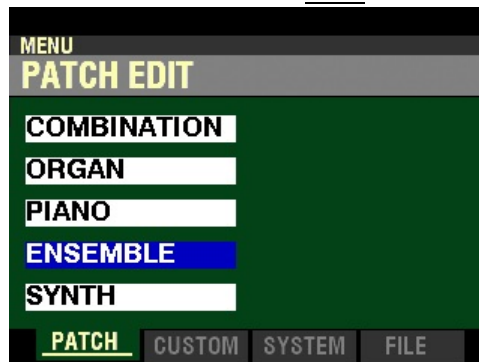 MENU
PATCH EDIT
COMBINATION
ORGAN
PIANO
ENSEMBLE
SYNTH
PATCH CUSTOM SYSTEM FILE